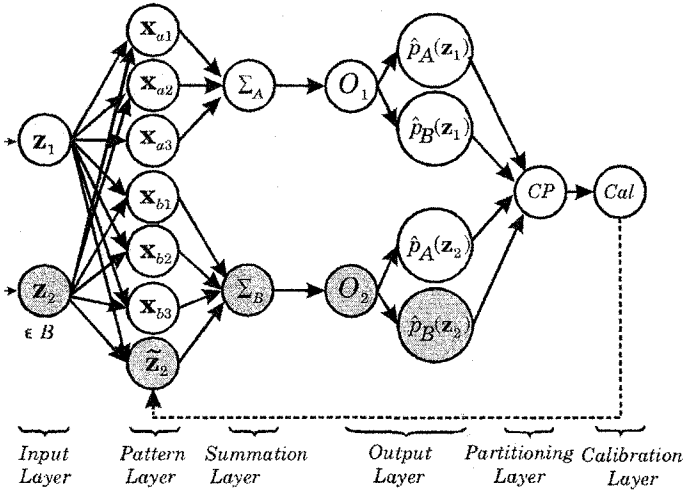 x_a1
x_a2
x_a3
x_b1
x_b2
x_b3
z̃_2
z_1
z_2
ϵ B
Σ_A
Σ_B
O_1
O_2
p̂_A(z_1)
p̂_B(z_1)
p̂_A(z_2)
p̂_B(z_2)
CP
Cal
Input
Layer
Pattern
Layer
Summation
Layer
Output
Layer
Partitioning
Layer
Calibration
Layer